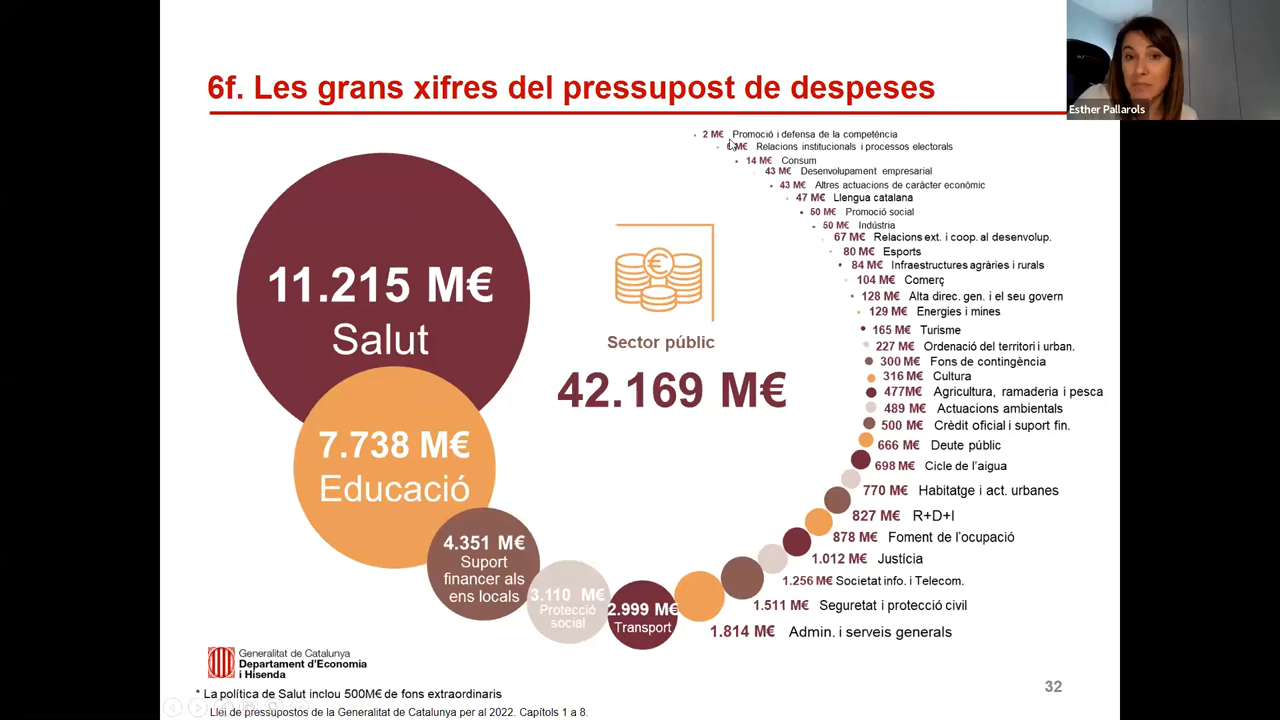 6f. Les grans xifres del pressupost de despeses
Esther Pallarols
2 M€ Promoció i defensa de la competència
M€ Relacions institucionals i processos electorals
14 M€ Consum
43 M€ Desenvolupament empresarial
43 M€ Altres actuacions de caràcter econòmic
47 M€ Llengua catalana
50 M€ Promoció social
50 M€ Indústria
67 M€ Relacions ext. i coop. al desenvolup.
80 M€ Esports
84 M€ Infraestructures agràries i rurals
104 M€ Comerç
128 M€ Alta direc. gen. i el seu govern
129 M€ Energies i mines
165 M€ Turisme
227 M€ Ordenació del territori i urban.
300 M€ Fons de contingència
316 M€ Cultura
477M€ Agricultura, ramaderia i pesca
489 M€ Actuacions ambientals
500 M€ Crèdit oficial i suport fin.
666 M€ Deute públic
698 M€ Cicle de l'aigua
770 M€ Habitatge i act. urbanes
827 M€ R+D+I
878 M€ Foment de l'ocupació
1.012 M€ Justícia
1.256 M€ Societat info. i Telecom.
1.511 M€ Seguretat i protecció civil
1.814 M€ Admin. i serveis generals
11.215 M€
Salut
Sector públic
42.169 M€
7.738 M€
Educació
4.351 M€
Suport
financer als
ens locals
3.110 M€
Protecció
social
2.999 M€
Transport
Generalitat de Catalunya
Departament d'Economia
i Hisenda
* La política de Salut inclou 500M€ de fons extraordinaris
Llei de pressupostos de la Generalitat de Catalunya per al 2022. Capítols 1 a 8.
32